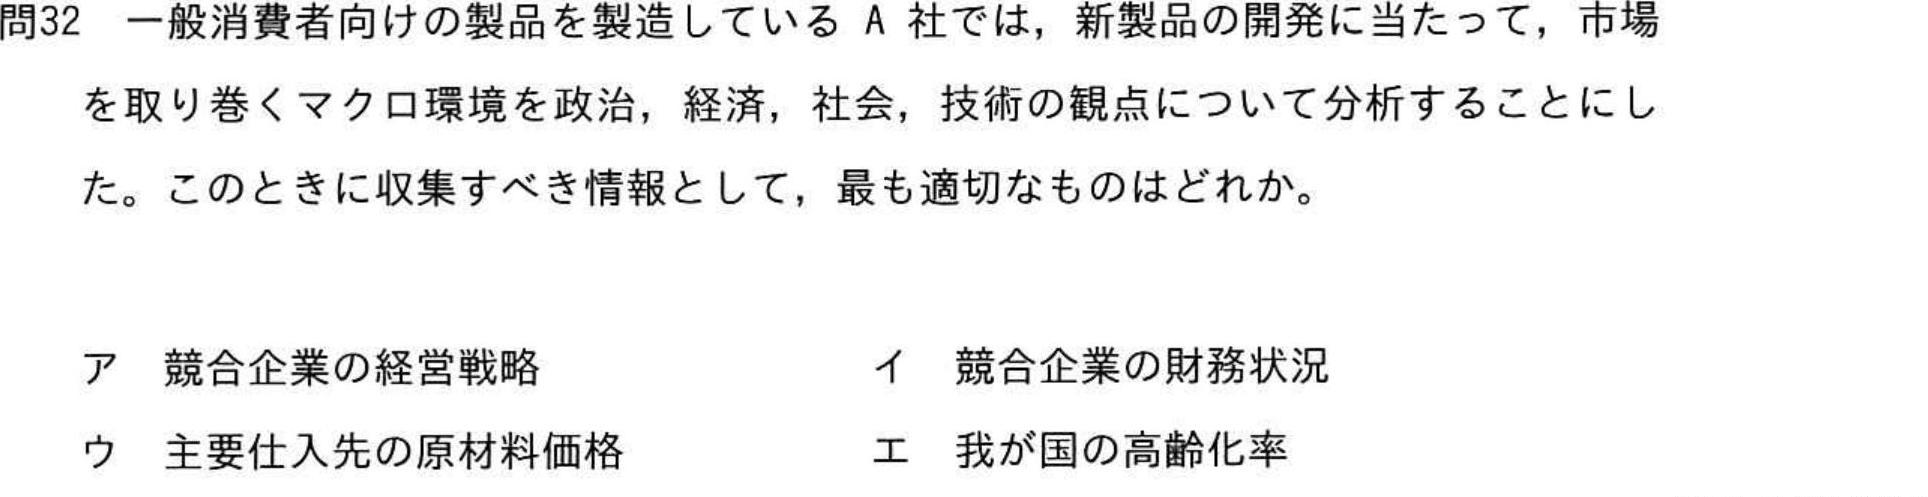 問32　一般消費者向けの製品を製造している A 社では，新製品の開発に当たって，市場
を取り巻くマクロ環境を政治，経済，社会，技術の観点について分析することにし
た。このときに収集すべき情報として，最も適切なものはどれか。
ア　競合企業の経営戦略　　イ　競合企業の財務状況
ウ　主要仕入先の原材料価格　　エ　我が国の高齢化率